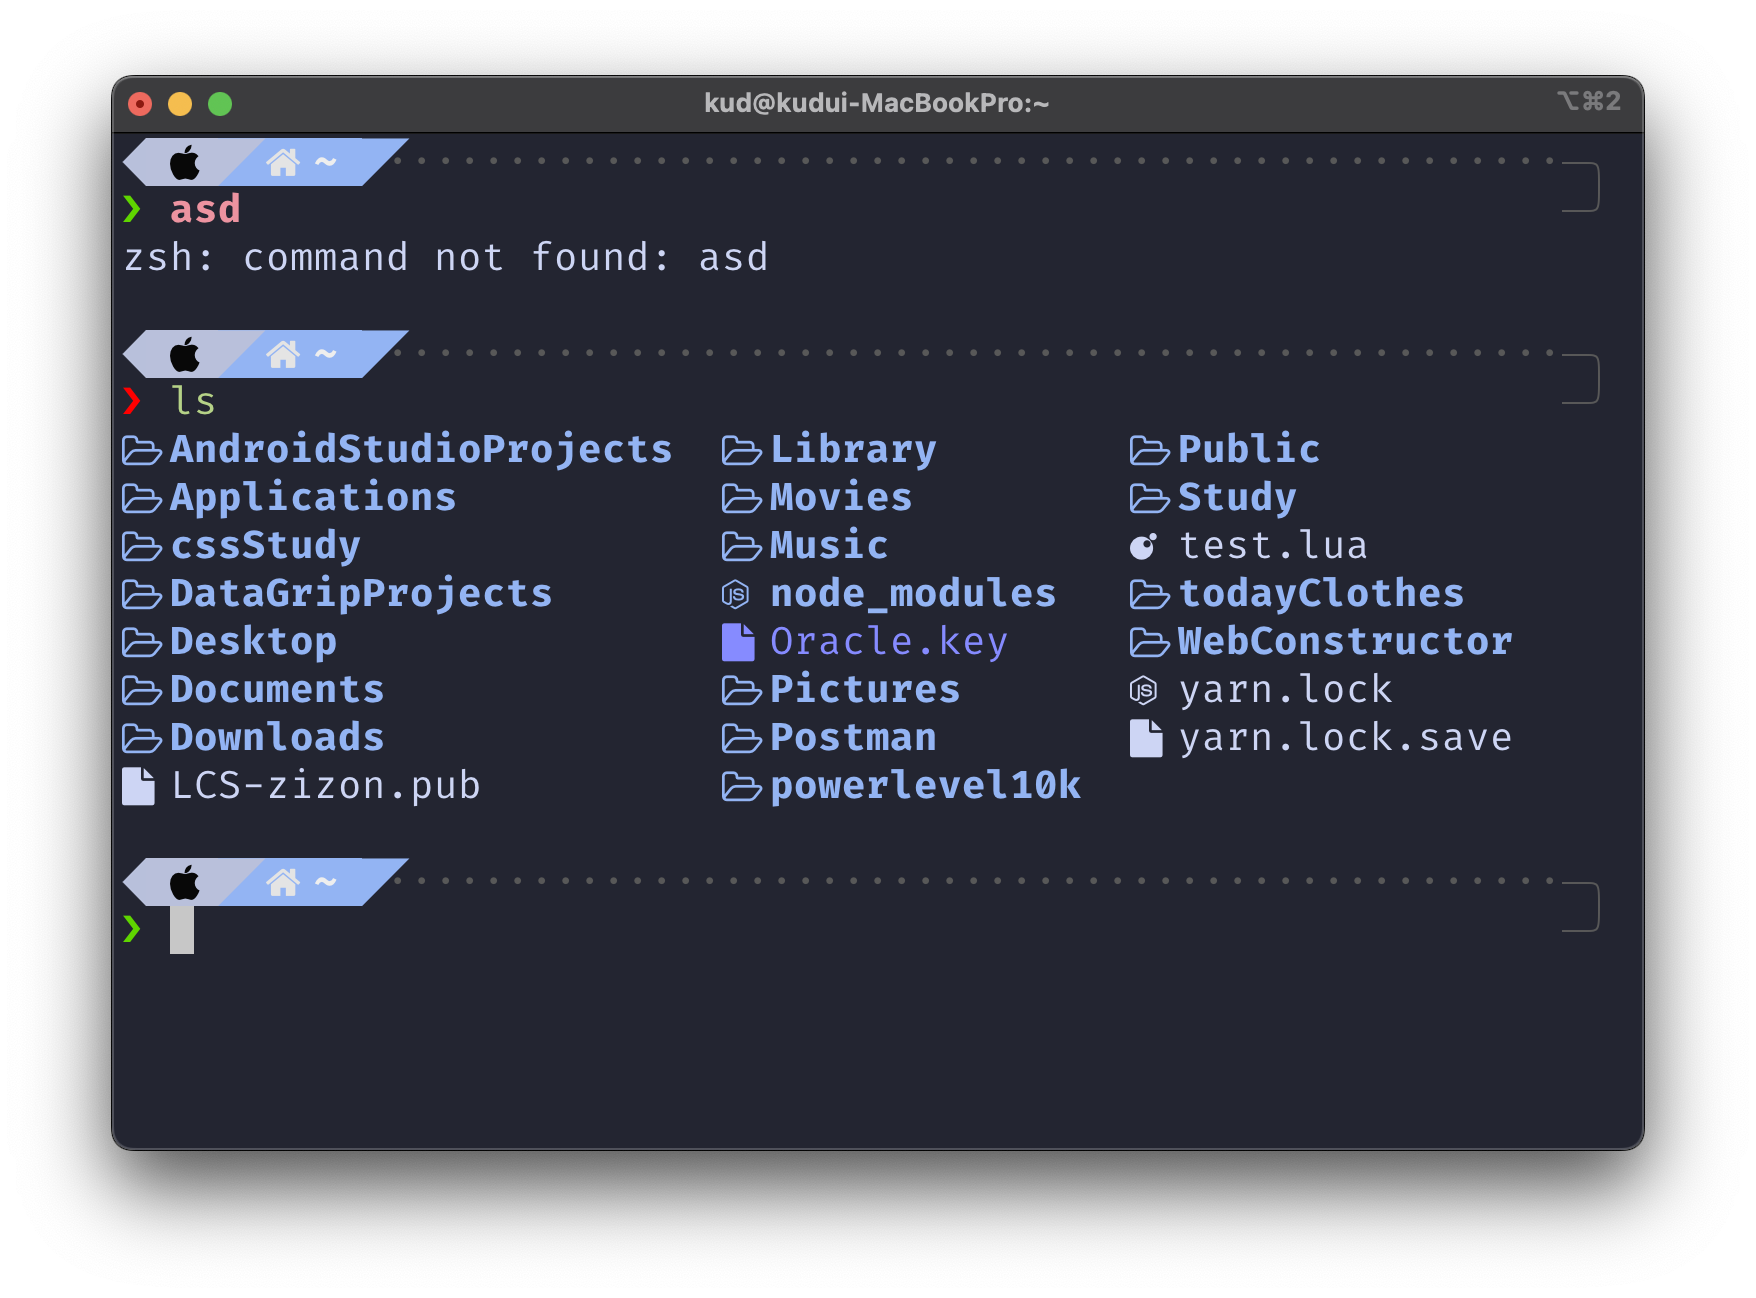 kud@kudui-MacBookPro:~ ⌥⌘2
~
❯ asd
zsh: command not found: asd
~
❯ ls
AndroidStudioProjects Library Public
Applications Movies Study
cssStudy Music test.lua
DataGripProjects node_modules todayClothes
Desktop Oracle.key WebConstructor
Documents Pictures yarn.lock
Downloads Postman yarn.lock.save
LCS-zizon.pub powerlevel10k
~
❯